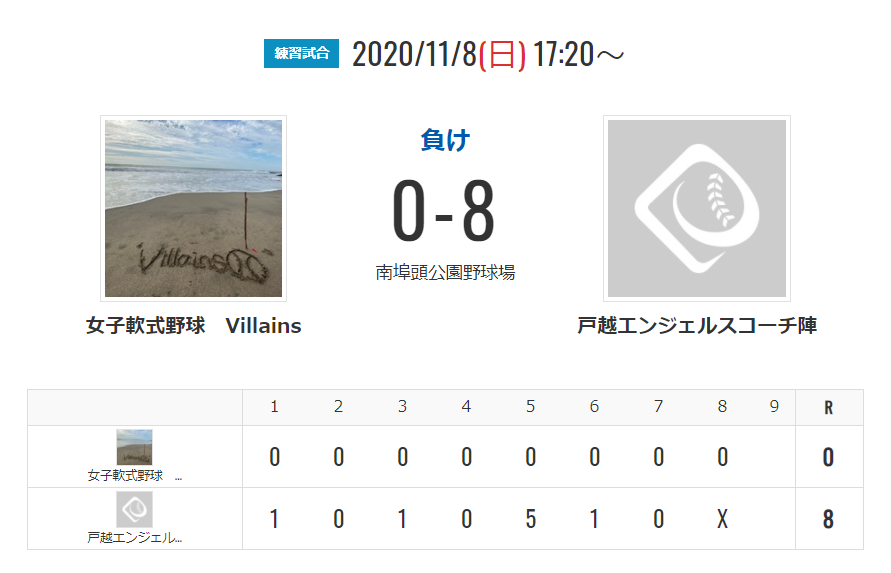 練習試合 2020/11/8(日) 17:20～
負け
0-8
南埠頭公園野球場
Villains
女子軟式野球　Villains
戸越エンジェルスコーチ陣
1 2 3 4 5 6 7 8 9 R
女子軟式野球　...
0 0 0 0 0 0 0 0 0
戸越エンジェル...
1 0 1 0 5 1 0 X 8